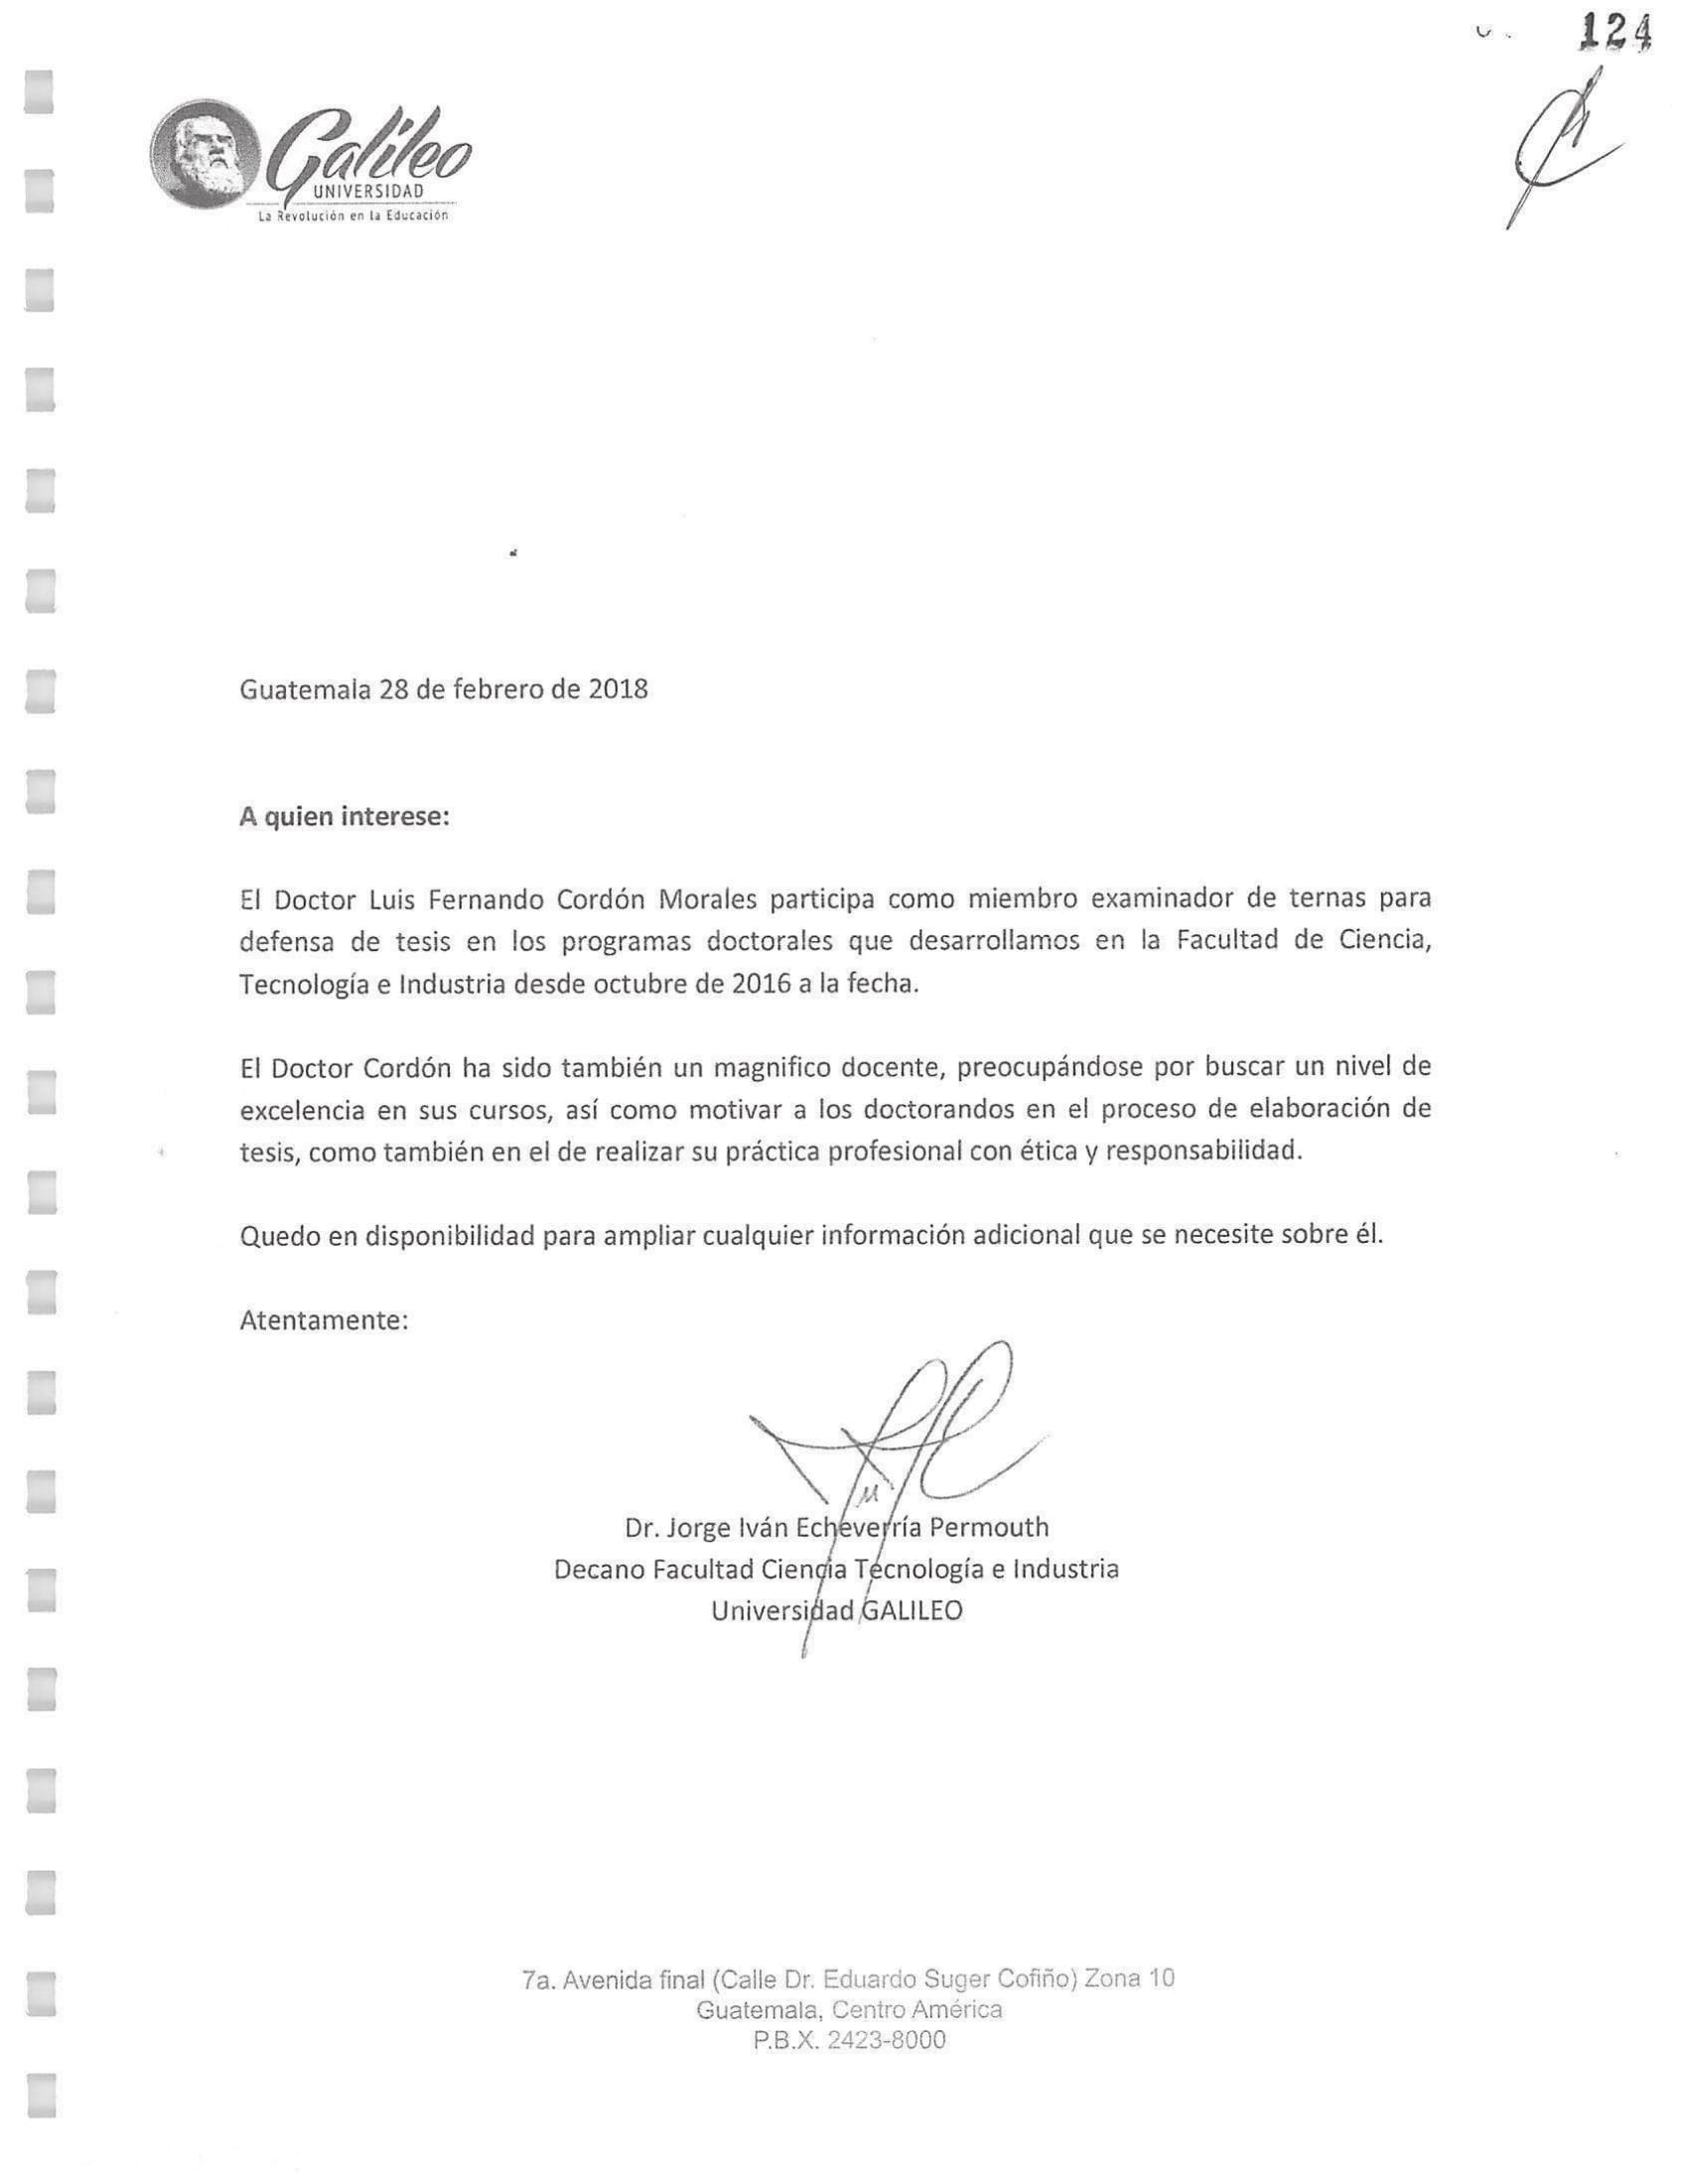 124
Galileo
UNIVERSIDAD
La Revolución en la Educación
Guatemala 28 de febrero de 2018
A quien interese:
El Doctor Luis Fernando Cordón Morales participa como miembro examinador de ternas para
defensa de tesis en los programas doctorales que desarrollamos en la Facultad de Ciencia,
Tecnología e Industria desde octubre de 2016 a la fecha.
El Doctor Cordón ha sido también un magnifico docente, preocupándose por buscar un nivel de
excelencia en sus cursos, así como motivar a los doctorandos en el proceso de elaboración de
tesis, como también en el de realizar su práctica profesional con ética y responsabilidad.
Quedo en disponibilidad para ampliar cualquier información adicional que se necesite sobre él.
Atentamente:
Dr. Jorge Iván Echeverría Permouth
Decano Facultad Ciencia Tecnología e Industria
Universidad GALILEO
7a. Avenida final (Calle Dr. Eduardo Suger Cofiño) Zona 10
Guatemala, Centro América
P.B.X. 2423-8000